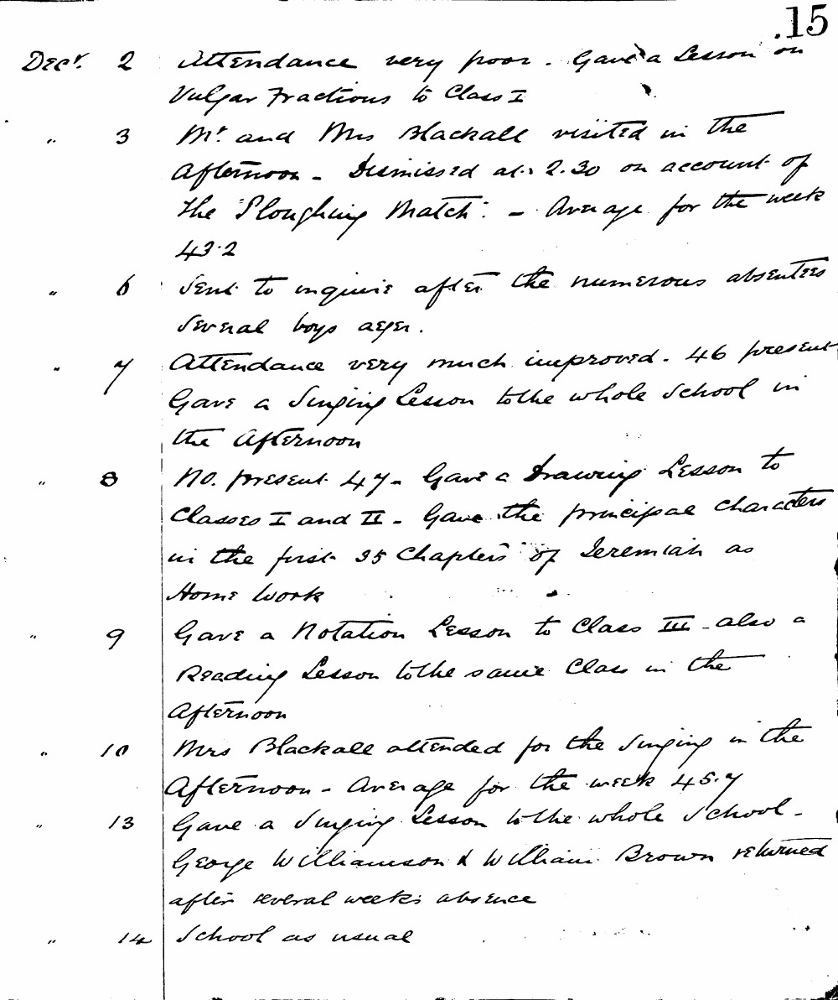 .15
Decr. 2 Attendance very poor. Gave a Lesson on
Vulgar Fractions to Class I
" 3 Mr. and Mrs Blackall visited in the
Afternoon - Dismissed at 2.30 on account of
the "Ploughing Match". - Average for the week
43.2
" 6 Sent to inquire after the numerous absentees
Several boys aeger.
" 7 Attendance very much improved. 46 present
Gave a Singing Lesson to the whole School in
the Afternoon
" 8 No. present 47 - Gave a Drawing Lesson to
Classes I and II - Gave the principal characters
in the first 35 Chapters of Jeremiah as
Home Work
" 9 Gave a Notation Lesson to Class III - also a
Reading Lesson to the same Class in the
Afternoon
" 10 Mrs Blackall attended for the Singing in the
Afternoon - Average for the week 45.7
" 13 Gave a Singing Lesson to the whole School -
George Williamson & William Brown returned
after several weeks absence
" 14 School as usual